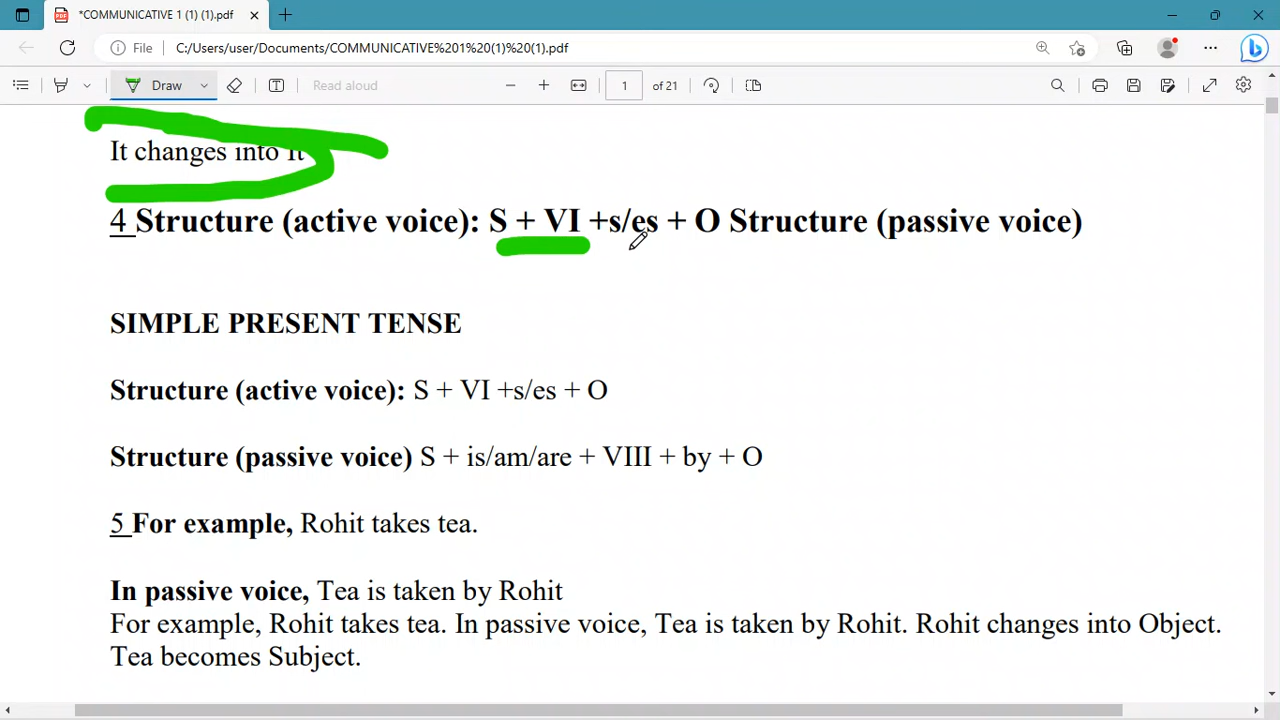 *COMMUNICATIVE 1 (1) (1).pdf
File C:/Users/user/Documents/COMMUNICATIVE%201%20(1)%20(1).pdf
Draw Read aloud 1 of 21
It changes into It
4 Structure (active voice): S + VI +s/es + O Structure (passive voice)
SIMPLE PRESENT TENSE
Structure (active voice): S + VI +s/es + O
Structure (passive voice) S + is/am/are + VIII + by + O
5 For example, Rohit takes tea.
In passive voice, Tea is taken by Rohit
For example, Rohit takes tea. In passive voice, Tea is taken by Rohit. Rohit changes into Object.
Tea becomes Subject.